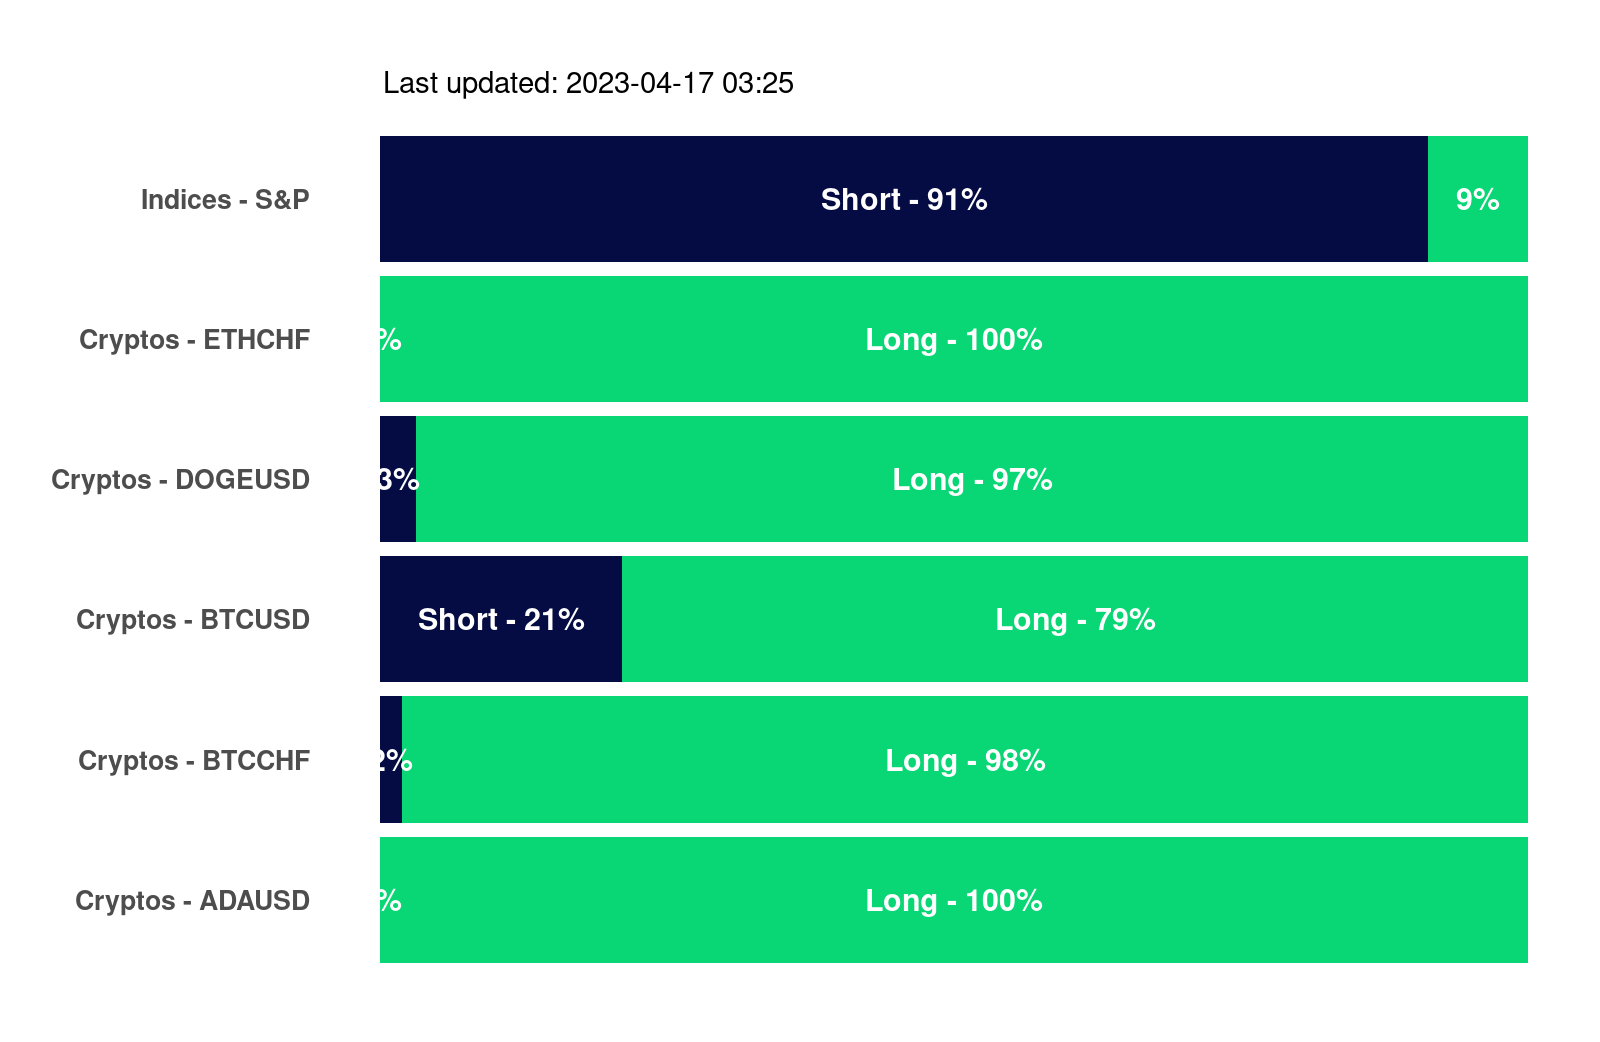 Last updated: 2023-04-17 03:25
Indices - S&P Short - 91% 9%
Cryptos - ETHCHF % Long - 100%
Cryptos - DOGEUSD 3% Long - 97%
Cryptos - BTCUSD Short - 21% Long - 79%
Cryptos - BTCCHF 2% Long - 98%
Cryptos - ADAUSD % Long - 100%